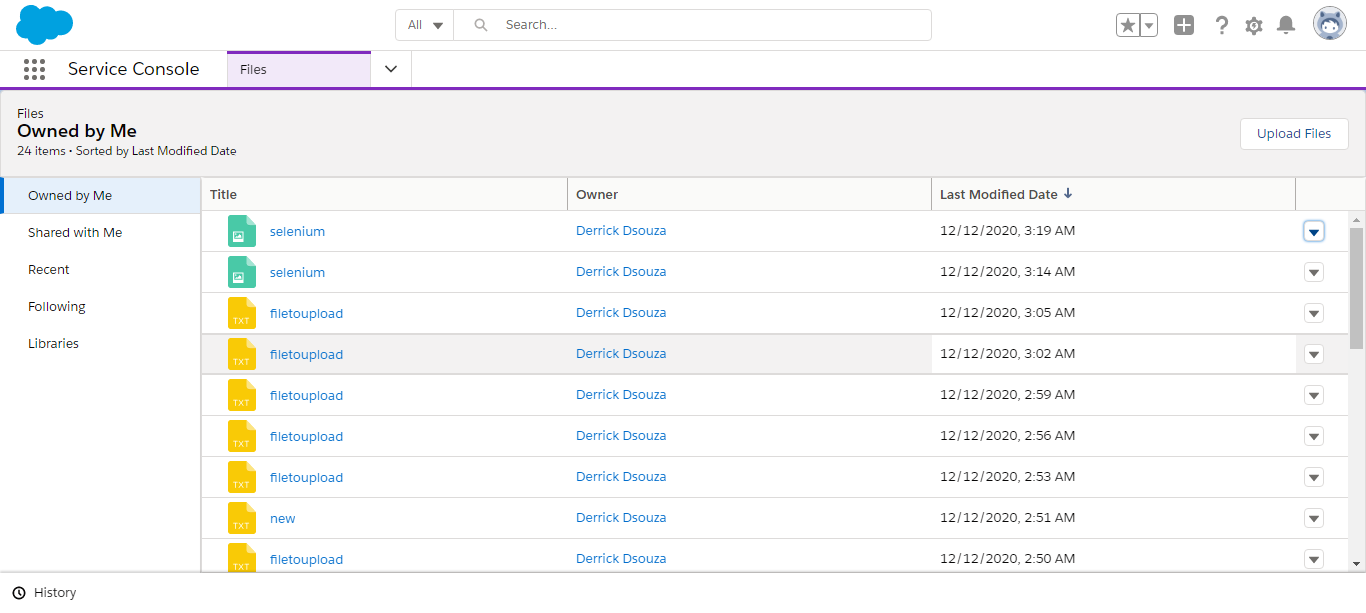 All Search...
Service Console Files
Files
Owned by Me
24 items • Sorted by Last Modified Date
Upload Files
Owned by Me
Shared with Me
Recent
Following
Libraries
Title Owner Last Modified Date
selenium Derrick Dsouza 12/12/2020, 3:19 AM
selenium Derrick Dsouza 12/12/2020, 3:14 AM
TXT filetoupload Derrick Dsouza 12/12/2020, 3:05 AM
TXT filetoupload Derrick Dsouza 12/12/2020, 3:02 AM
TXT filetoupload Derrick Dsouza 12/12/2020, 2:59 AM
TXT filetoupload Derrick Dsouza 12/12/2020, 2:56 AM
TXT filetoupload Derrick Dsouza 12/12/2020, 2:53 AM
TXT new Derrick Dsouza 12/12/2020, 2:51 AM
TXT filetoupload Derrick Dsouza 12/12/2020, 2:50 AM
History